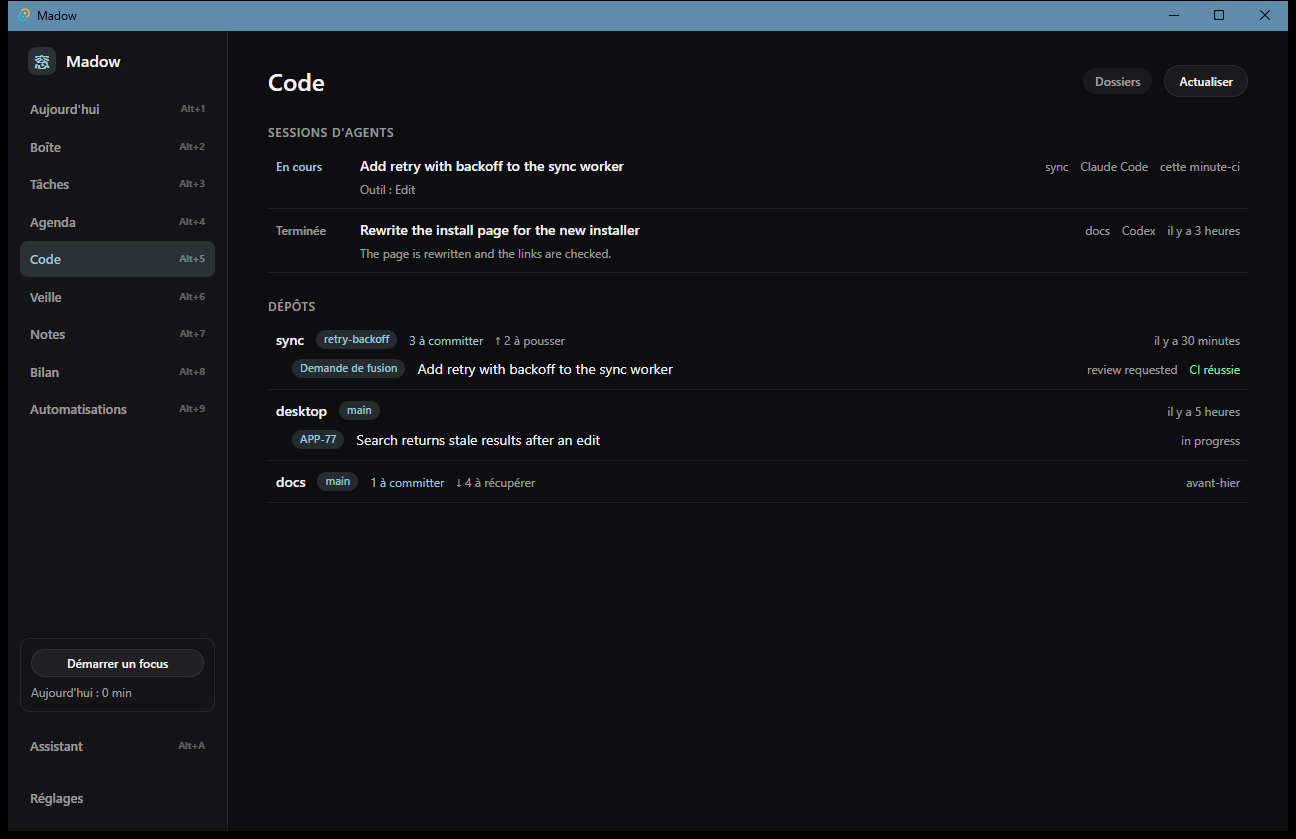 Madow
窓 Madow
Aujourd'hui Alt+1
Boîte Alt+2
Tâches Alt+3
Agenda Alt+4
Code Alt+5
Veille Alt+6
Notes Alt+7
Bilan Alt+8
Automatisations Alt+9
Démarrer un focus
Aujourd'hui : 0 min
Assistant Alt+A
Réglages
Code Dossiers Actualiser
SESSIONS D'AGENTS
En cours Add retry with backoff to the sync worker sync Claude Code cette minute-ci
Outil : Edit
Terminée Rewrite the install page for the new installer docs Codex il y a 3 heures
The page is rewritten and the links are checked.
DÉPÔTS
sync retry-backoff 3 à committer ↑ 2 à pousser il y a 30 minutes
Demande de fusion Add retry with backoff to the sync worker review requested CI réussie
desktop main il y a 5 heures
APP-77 Search returns stale results after an edit in progress
docs main 1 à committer ↓ 4 à récupérer avant-hier